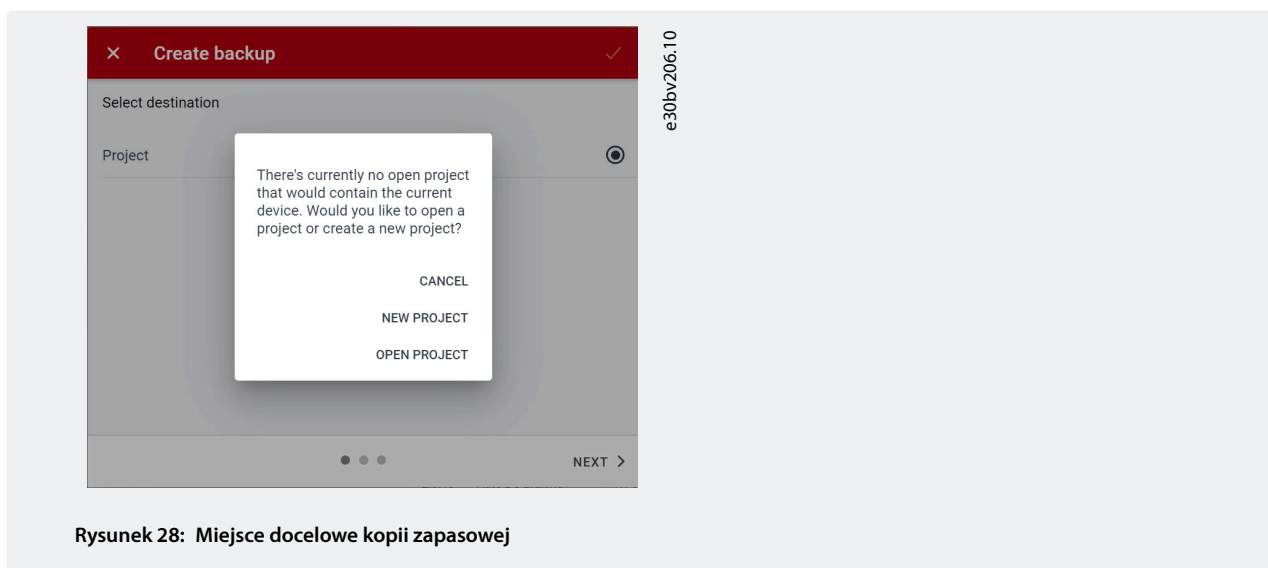 Create backup
Select destination
Project
There's currently no open project
that would contain the current
device. Would you like to open a
project or create a new project?
CANCEL
NEW PROJECT
OPEN PROJECT
NEXT
e30bv206.10
Rysunek 28: Miejsce docelowe kopii zapasowej